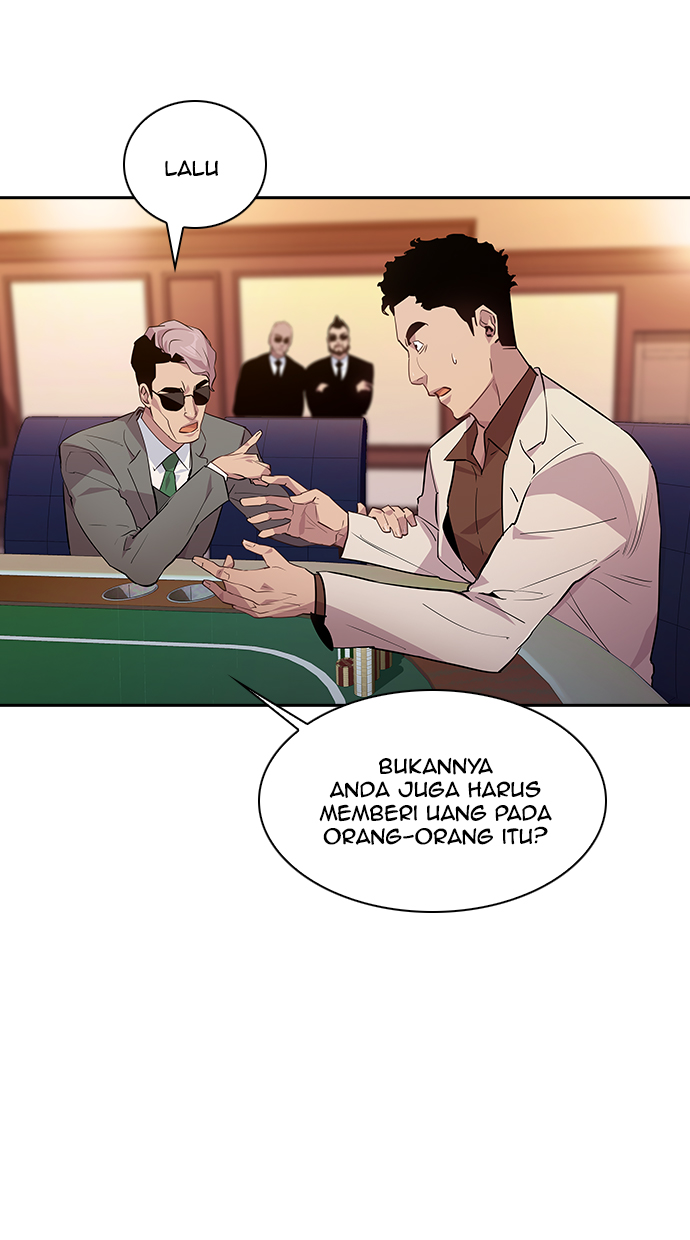 LALU
BUKANNYA
ANDA JUGA HARUS
MEMBERI UANG PADA
ORANG-ORANG ITU?